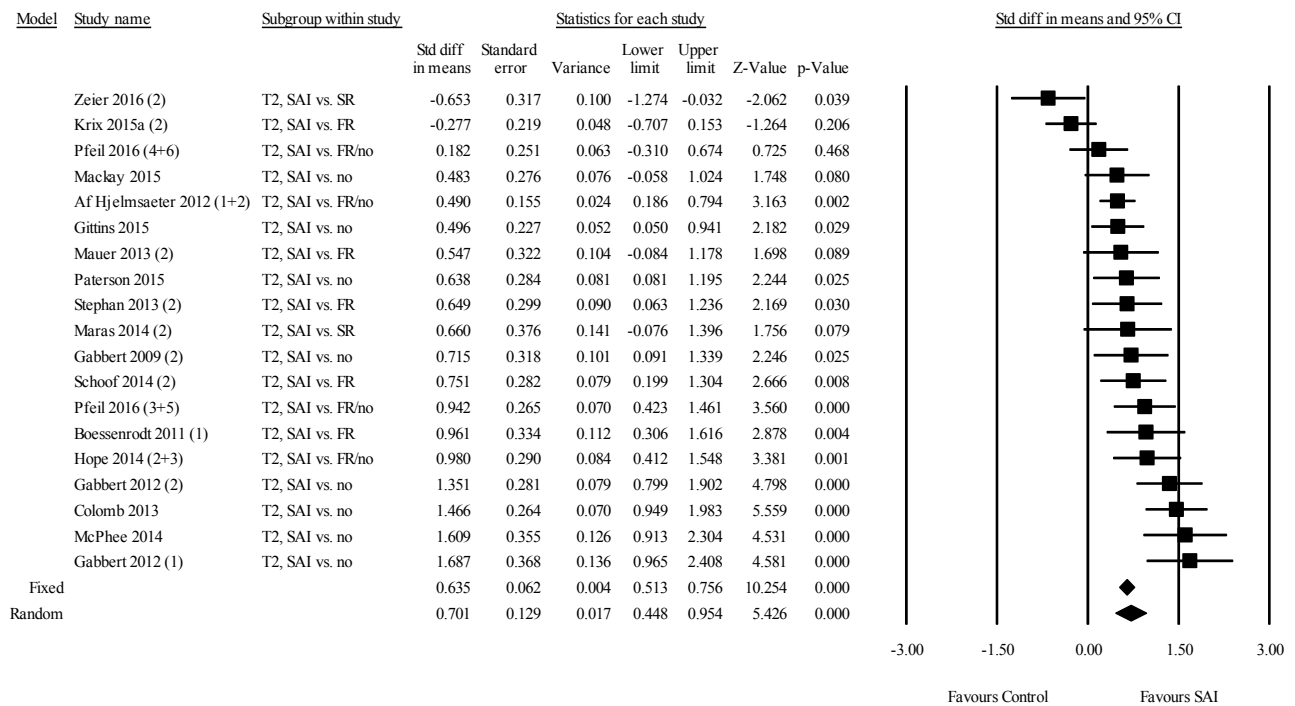 Model Study name Subgroup within study Statistics for each study Std diff in means and 95% CI
Std diff Standard Lower Upper
in means error Variance limit limit Z-Value p-Value
Zeier 2016 (2) T2, SAI vs. SR -0.653 0.317 0.100 -1.274 -0.032 -2.062 0.039
Krix 2015a (2) T2, SAI vs. FR -0.277 0.219 0.048 -0.707 0.153 -1.264 0.206
Pfeil 2016 (4+6) T2, SAI vs. FR/no 0.182 0.251 0.063 -0.310 0.674 0.725 0.468
Mackay 2015 T2, SAI vs. no 0.483 0.276 0.076 -0.058 1.024 1.748 0.080
Af Hjelmsaeter 2012 (1+2) T2, SAI vs. FR/no 0.490 0.155 0.024 0.186 0.794 3.163 0.002
Gittins 2015 T2, SAI vs. no 0.496 0.227 0.052 0.050 0.941 2.182 0.029
Mauer 2013 (2) T2, SAI vs. FR 0.547 0.322 0.104 -0.084 1.178 1.698 0.089
Paterson 2015 T2, SAI vs. no 0.638 0.284 0.081 0.081 1.195 2.244 0.025
Stephan 2013 (2) T2, SAI vs. FR 0.649 0.299 0.090 0.063 1.236 2.169 0.030
Maras 2014 (2) T2, SAI vs. SR 0.660 0.376 0.141 -0.076 1.396 1.756 0.079
Gabbert 2009 (2) T2, SAI vs. no 0.715 0.318 0.101 0.091 1.339 2.246 0.025
Schoof 2014 (2) T2, SAI vs. FR 0.751 0.282 0.079 0.199 1.304 2.666 0.008
Pfeil 2016 (3+5) T2, SAI vs. FR/no 0.942 0.265 0.070 0.423 1.461 3.560 0.000
Boessenrodt 2011 (1) T2, SAI vs. FR 0.961 0.334 0.112 0.306 1.616 2.878 0.004
Hope 2014 (2+3) T2, SAI vs. FR/no 0.980 0.290 0.084 0.412 1.548 3.381 0.001
Gabbert 2012 (2) T2, SAI vs. no 1.351 0.281 0.079 0.799 1.902 4.798 0.000
Colomb 2013 T2, SAI vs. no 1.466 0.264 0.070 0.949 1.983 5.559 0.000
McPhee 2014 T2, SAI vs. no 1.609 0.355 0.126 0.913 2.304 4.531 0.000
Gabbert 2012 (1) T2, SAI vs. no 1.687 0.368 0.136 0.965 2.408 4.581 0.000
Fixed 0.635 0.062 0.004 0.513 0.756 10.254 0.000
Random 0.701 0.129 0.017 0.448 0.954 5.426 0.000
-3.00 -1.50 0.00 1.50 3.00
Favours Control Favours SAI